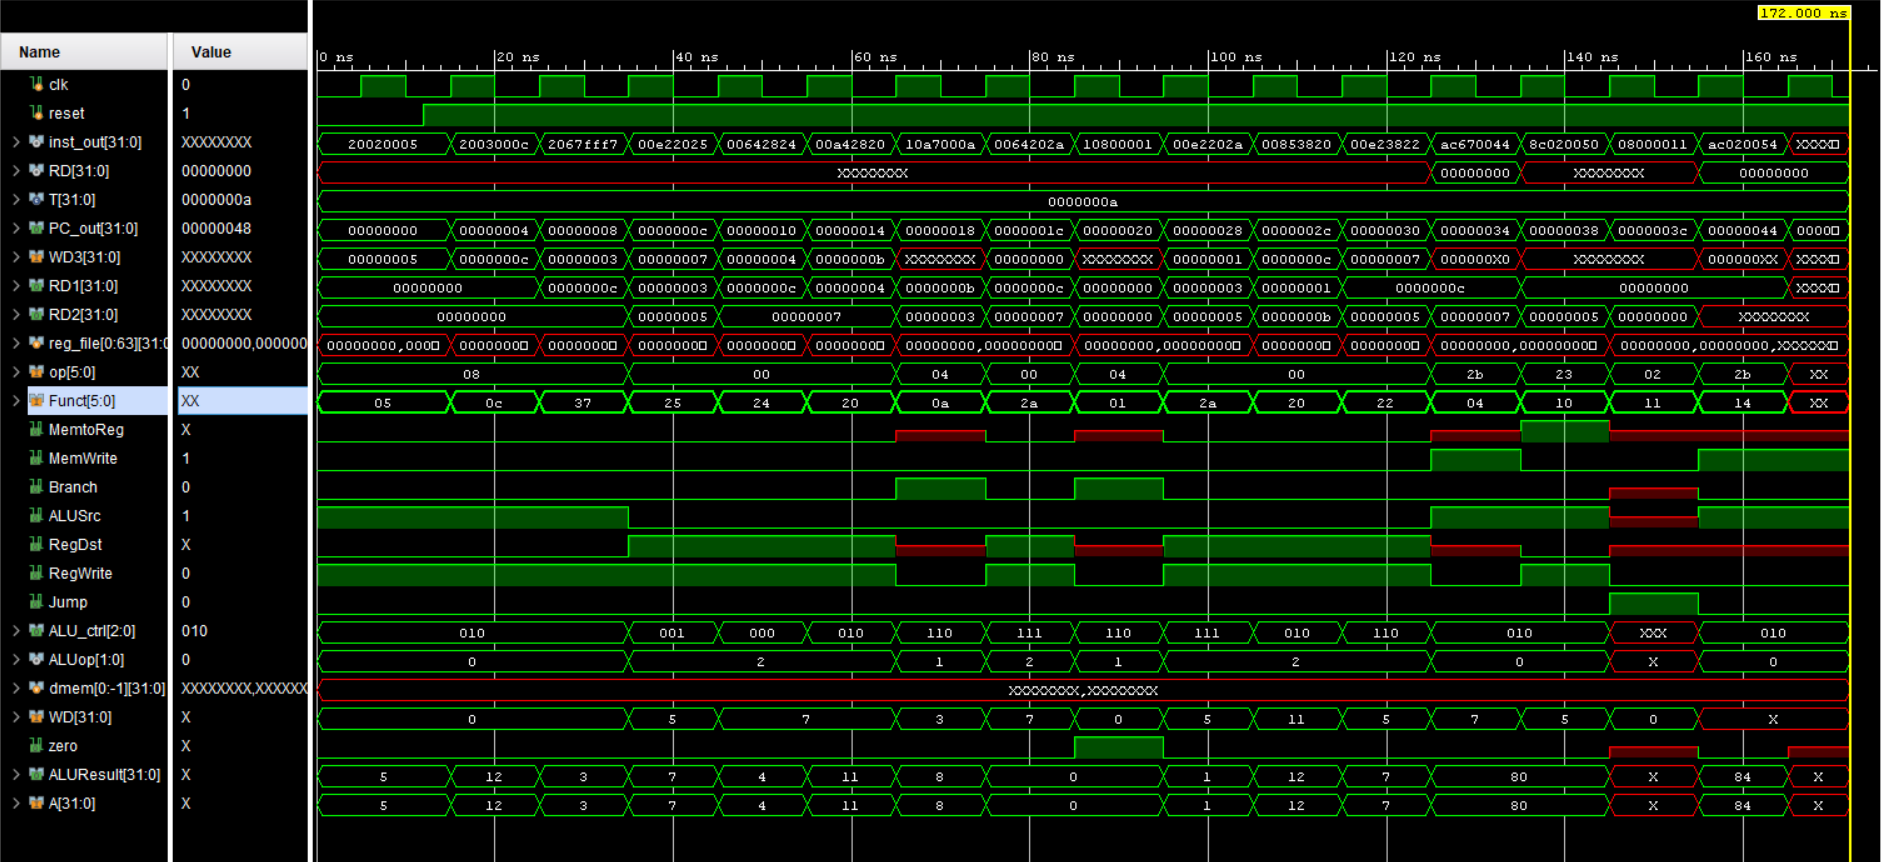 172.000 ns
Name Value 0 ns 20 ns 40 ns 60 ns 80 ns 100 ns 120 ns 140 ns 160 ns
clk 0
reset 1
inst_out[31:0] XXXXXXXX 20020005 2003000c 2067fff7 00e22025 00642824 00a42820 10a7000a 0064202a 10800001 00e2202a 00853820 00e23822 ac670044 8c020050 08000011 ac020054 XXXX
RD[31:0] 00000000 XXXXXXXX 00000000 XXXXXXXX 00000000
T[31:0] 0000000a 0000000a
PC_out[31:0] 00000048 00000000 00000004 00000008 0000000c 00000010 00000014 00000018 0000001c 00000020 00000028 0000002c 00000030 00000034 00000038 0000003c 00000044 0000
WD3[31:0] XXXXXXXX 00000005 0000000c 00000003 00000007 00000004 0000000b XXXXXXXX 00000000 XXXXXXXX 00000001 0000000c 00000007 000000X0 XXXXXXXX 000000XX XXXX
RD1[31:0] XXXXXXXX 00000000 0000000c 00000003 0000000c 00000004 0000000b 0000000c 00000000 00000003 00000001 0000000c 00000000 XXXX
RD2[31:0] XXXXXXXX 00000000 00000005 00000007 00000003 00000007 00000000 00000005 0000000b 00000005 00000007 00000005 00000000 XXXXXXXX
reg_file[0:63][31:0 00000000,000000 00000000,000 0000000 0000000 0000000 0000000 0000000 00000000,0000000 00000000,0000000 0000000 0000000 00000000,0000000 00000000,00000000,XXXXXX
op[5:0] XX 08 00 04 00 04 00 2b 23 02 2b XX
Funct[5:0] XX 05 0c 37 25 24 20 0a 2a 01 2a 20 22 04 10 11 14 XX
MemtoReg X
MemWrite 1
Branch 0
ALUSrc 1
RegDst X
RegWrite 0
Jump 0
ALU_ctrl[2:0] 010 010 001 000 010 110 111 110 111 010 110 010 XXX 010
ALUop[1:0] 0 0 2 1 2 1 2 0 X 0
dmem[0:-1][31:0] XXXXXXXX,XXXXXX XXXXXXXX,XXXXXXXX
WD[31:0] X 0 5 7 3 7 0 5 11 5 7 5 0 X
zero X
ALUResult[31:0] X 5 12 3 7 4 11 8 0 1 12 7 80 X 84 X
A[31:0] X 5 12 3 7 4 11 8 0 1 12 7 80 X 84 X